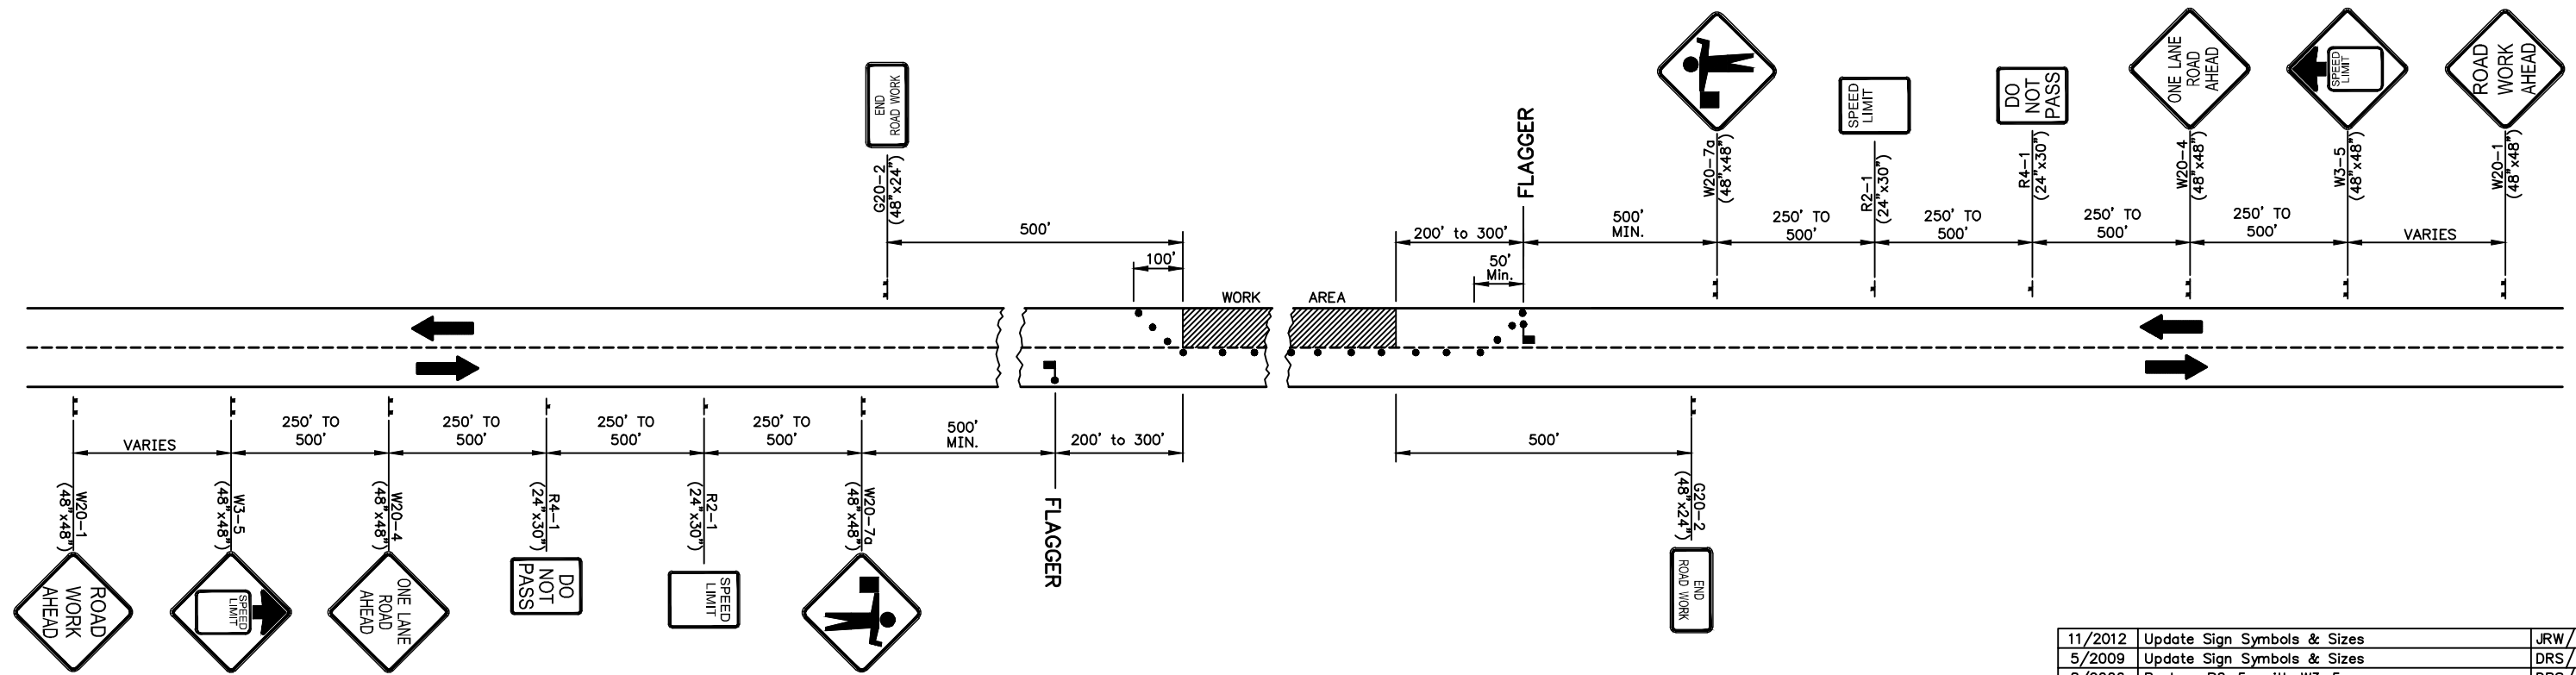 END
ROAD WORK
G20-2
(48"x24")
FLAGGER
W20-7a
(48"x48")
SPEED
LIMIT
R2-1
(24"x30")
DO
NOT
PASS
R4-1
(24"x30")
ONE LANE
ROAD
AHEAD
W20-4
(48"x48")
SPEED
LIMIT
W3-5
(48"x48")
ROAD
WORK
AHEAD
W20-1
(48"x48")
500'
100'
200' to 300'
50'
Min.
500'
MIN.
250' TO
500'
250' TO
500'
250' TO
500'
250' TO
500'
VARIES
WORK AREA
VARIES
250' TO
500'
250' TO
500'
250' TO
500'
250' TO
500'
500'
MIN.
200' to 300'
500'
W20-1
(48"x48")
ROAD
WORK
AHEAD
W3-5
(48"x48")
SPEED
LIMIT
W20-4
(48"x48")
ONE LANE
ROAD
AHEAD
R4-1
(24"x30")
DO
NOT
PASS
R2-1
(24"x30")
SPEED
LIMIT
W20-7a
(48"x48")
FLAGGER
G20-2
(48"x24")
END
ROAD WORK
11/2012 Update Sign Symbols & Sizes JRW/
5/2009 Update Sign Symbols & Sizes DRS/